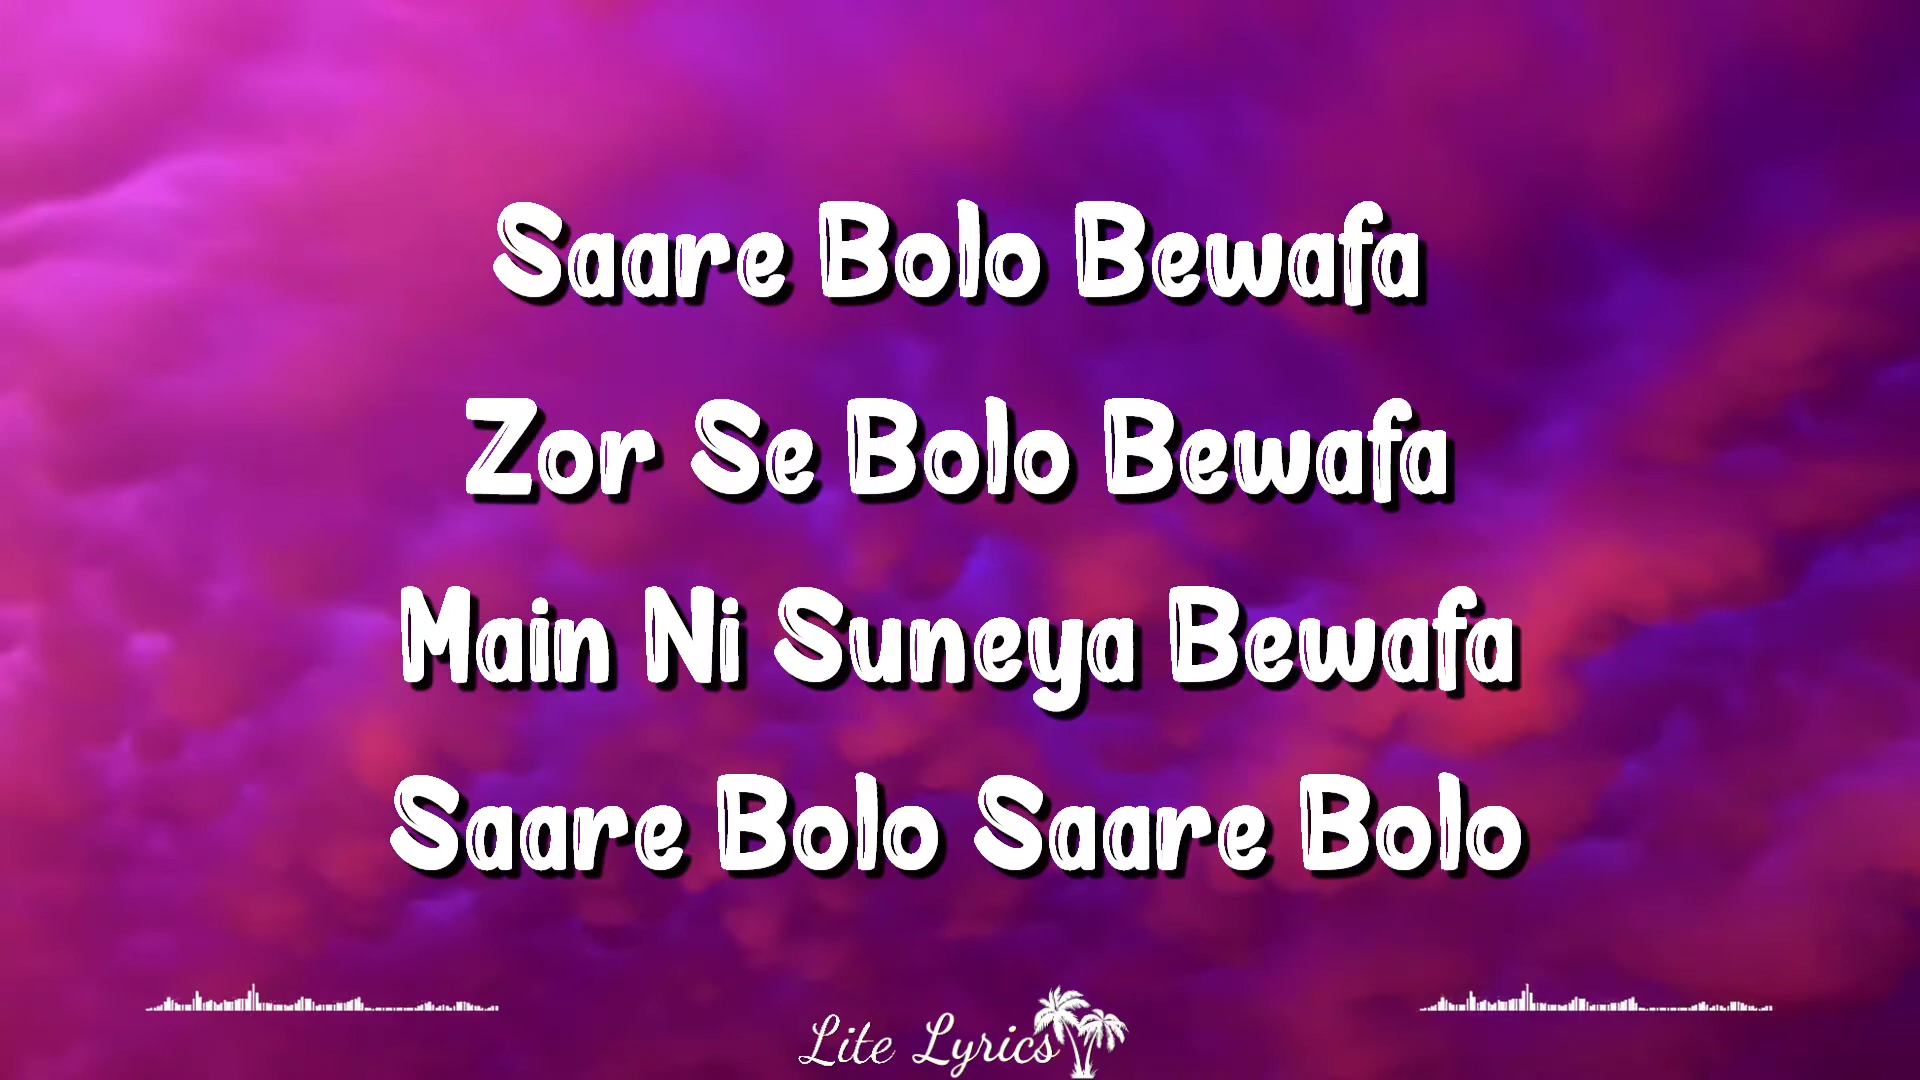 Saare Bolo Bewafa
Zor Se Bolo Bewafa
Main Ni Suneya Bewafa
Saare Bolo Saare Bolo
Lite Lyrics